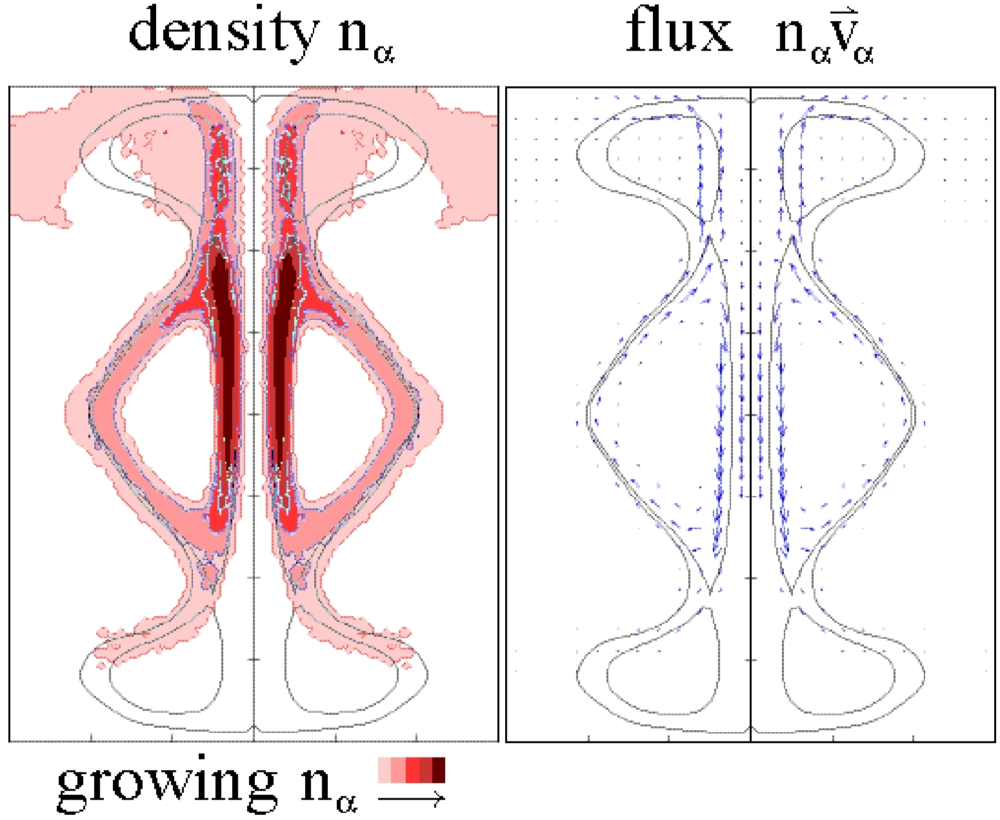 density n_α
flux n_α v⃗_α
growing n_α